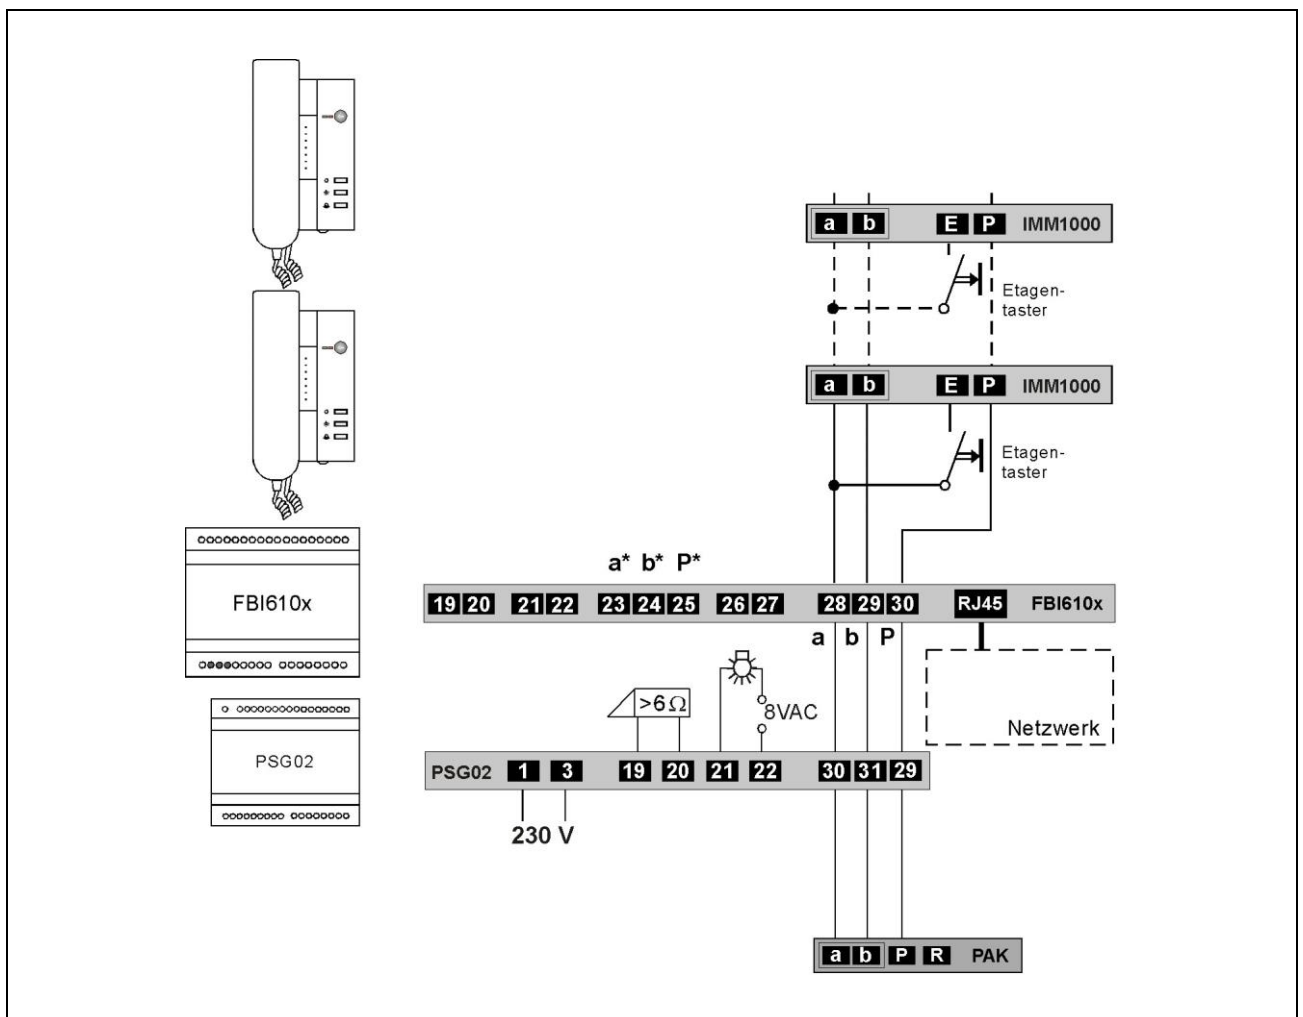 a b E P IMM1000
Etagen-
taster
a b E P IMM1000
Etagen-
taster
a* b* P*
FBI610x
19 20 21 22 23 24 25 26 27 28 29 30 RJ45 FBI610x
a b P
>6Ω
8VAC
Netzwerk
PSG02
PSG02 1 3 19 20 21 22 30 31 29
230 V
a b P R PAK